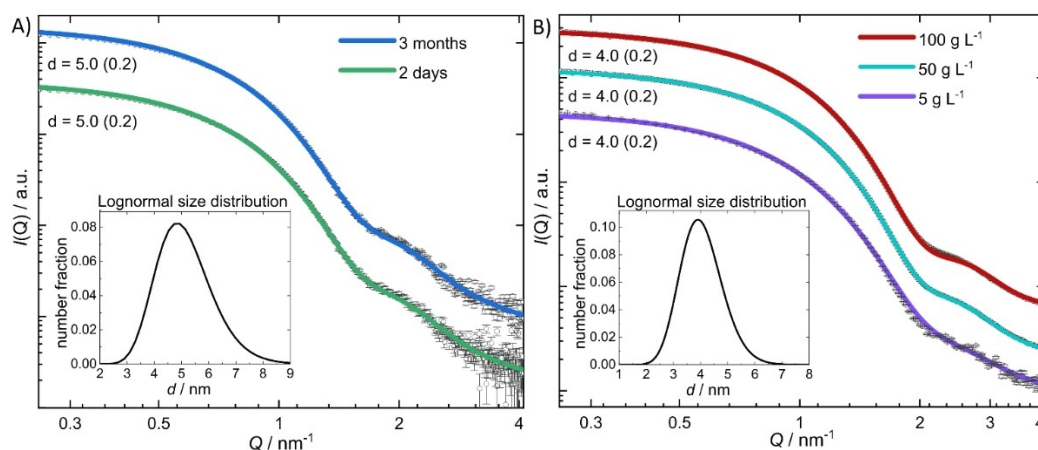 A)
3 months
2 days
d = 5.0 (0.2)
d = 5.0 (0.2)
I(Q) / a.u.
Lognormal size distribution
number fraction
0.08
0.06
0.04
0.02
0.00
2 3 4 5 6 7 8 9
d / nm
0.3 0.5 1 2 3 4
Q / nm⁻¹
B)
100 g L⁻¹
50 g L⁻¹
5 g L⁻¹
d = 4.0 (0.2)
d = 4.0 (0.2)
d = 4.0 (0.2)
I(Q) / a.u.
Lognormal size distribution
number fraction
0.10
0.08
0.06
0.04
0.02
0.00
1 2 3 4 5 6 7 8
d / nm
0.3 0.5 1 2 3 4
Q / nm⁻¹